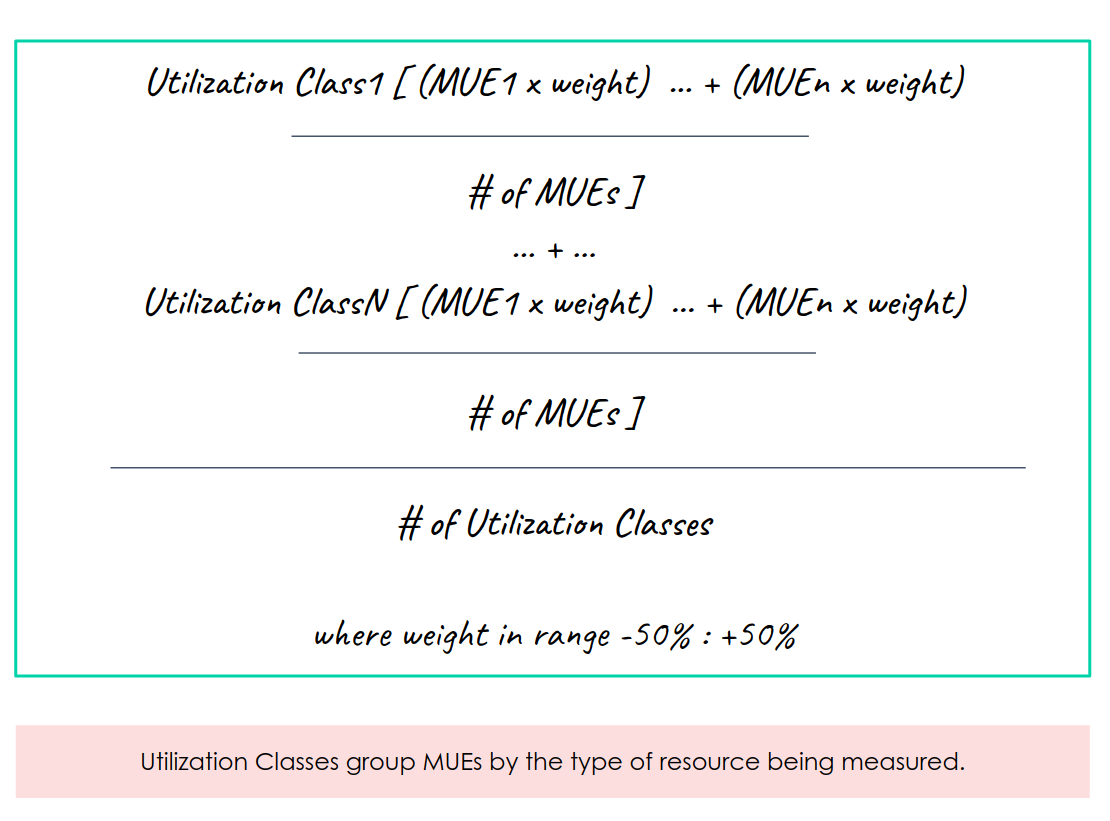 Utilization Class1 [ (MUE1 x weight) ... + (MUEn x weight)
# of MUEs ]
... + ...
Utilization ClassN [ (MUE1 x weight) ... + (MUEn x weight)
# of MUEs ]
# of Utilization Classes
where weight in range -50% : +50%
Utilization Classes group MUEs by the type of resource being measured.